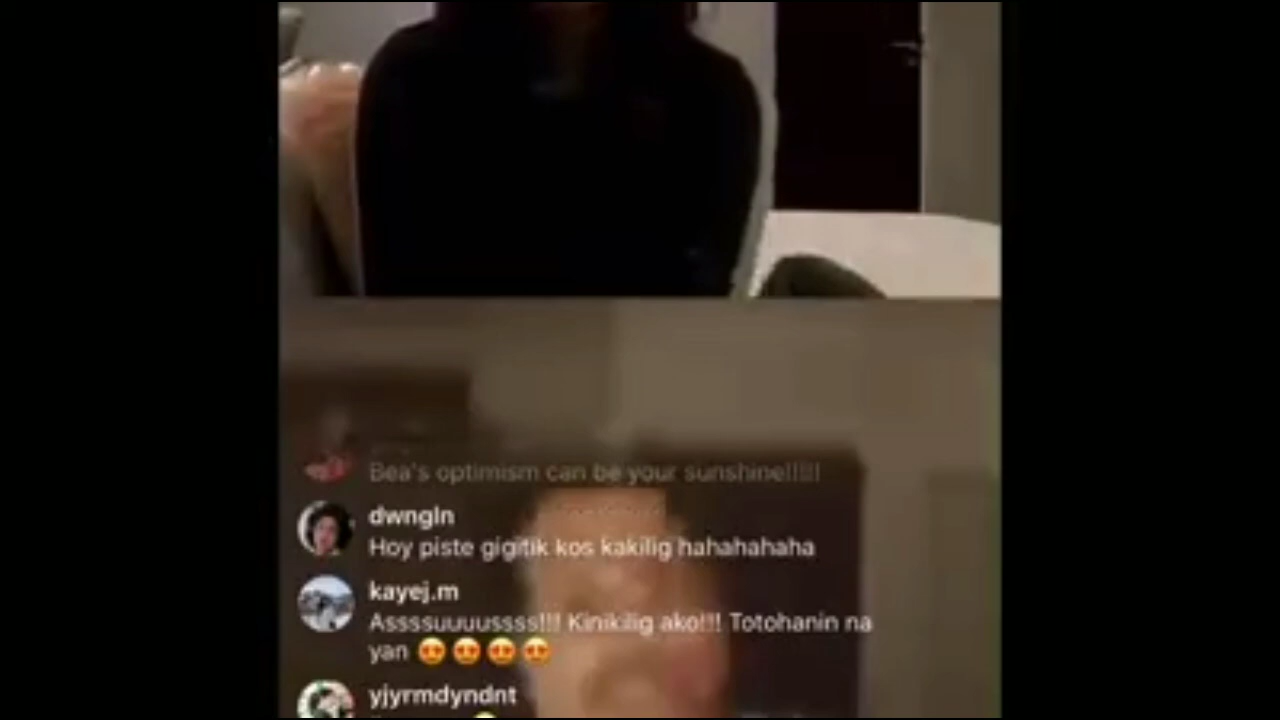 Bea's optimism can be your sunshine!!!!!
dwngln
Hoy piste gigitik kos kakilig hahahahaha
kayej.m
Assssuuuussss!!! Kinikilig ako!!! Totohanin na
yan 😍😍😍😍
yjyrmdyndnt